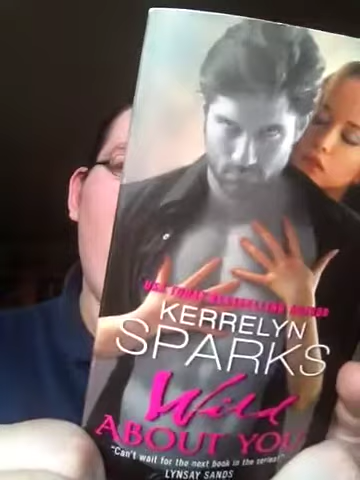 USA TODAY BESTSELLING AUTHOR
KERRELYN
SPARKS
Wild
ABOUT YOU
"Can't wait for the next book in the series!"
LYNSAY SANDS